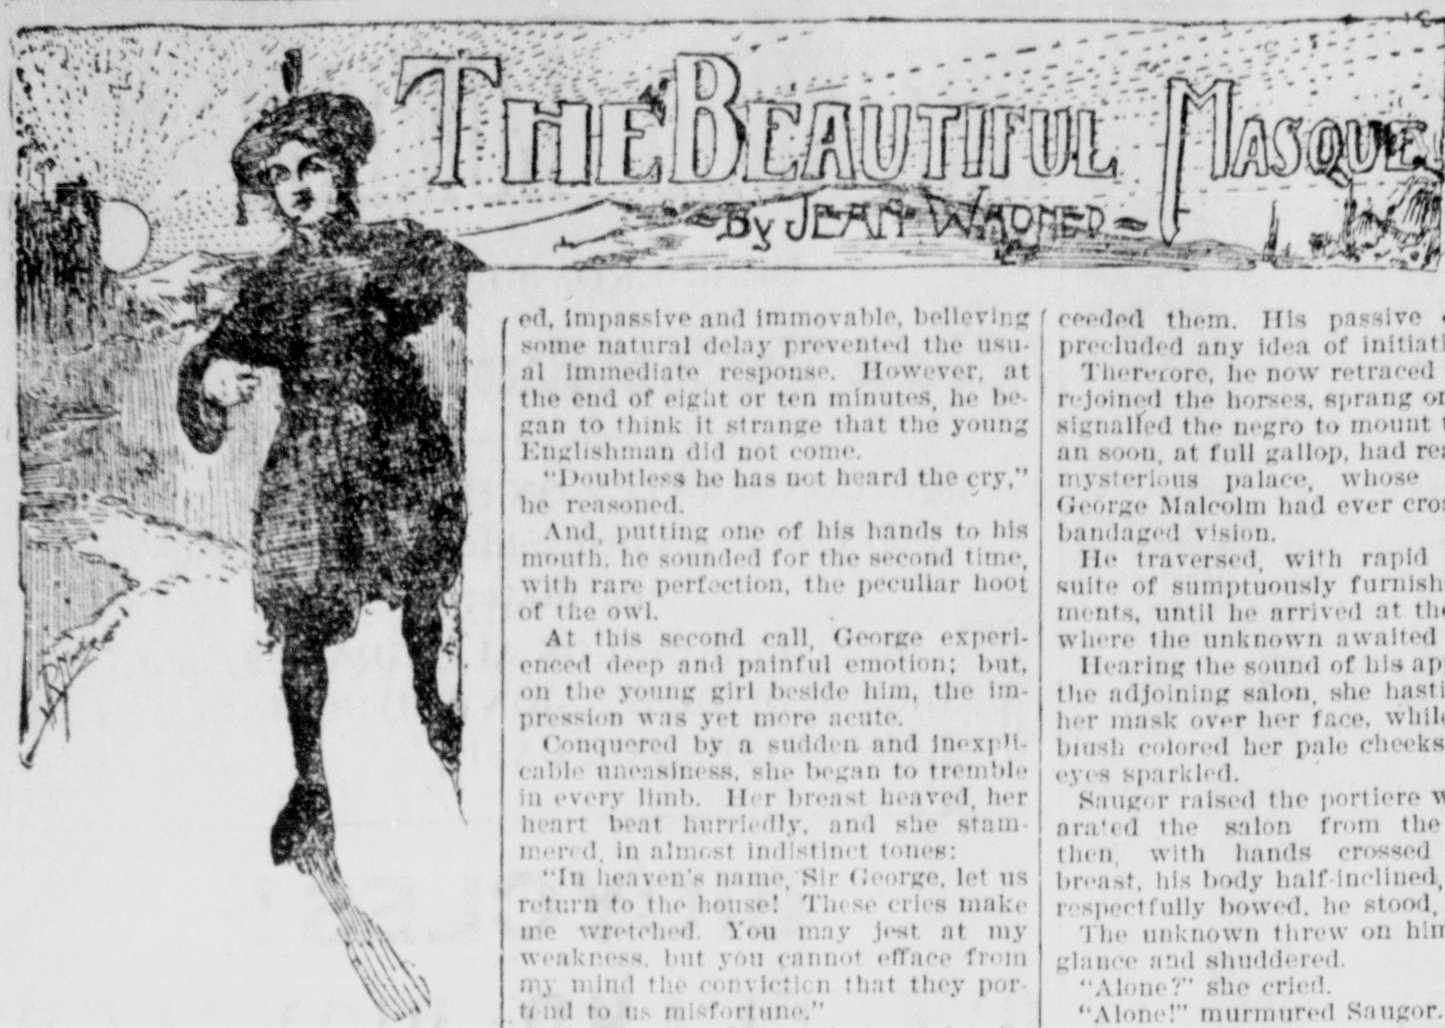 THE BEAUTIFUL MASQUE
By JEAN WAGNED
ed, impassive and immovable, believing
some natural delay prevented the usu-
al immediate response. However, at
the end of eight or ten minutes, he be-
gan to think it strange that the young
Englishman did not come.
"Doubtless he has not heard the cry,"
he reasoned.
And, putting one of his hands to his
mouth, he sounded for the second time,
with rare perfection, the peculiar hoot
of the owl.
At this second call, George experi-
enced deep and painful emotion; but,
on the young girl beside him, the im-
pression was yet more acute.
Conquered by a sudden and inexpli-
cable uneasiness, she began to tremble
in every limb. Her breast heaved, her
heart beat hurriedly, and she stam-
mered, in almost indistinct tones:
"In heaven's name, Sir George, let us
return to the house! These cries make
me wretched. You may jest at my
weakness, but you cannot efface from
my mind the conviction that they por-
tend to us misfortune."
ceeded them. His passive
precluded any idea of initiati
Therefore, he now retraced
rejoined the horses, sprang on
signalled the negro to mount
an soon, at full gallop, had rea
mysterious palace, whose
George Malcolm had ever cros
bandaged vision.
He traversed, with rapid
suite of sumptuously furnish
ments, until he arrived at the
where the unknown awaited
Hearing the sound of his ap
the adjoining salon, she hasti
her mask over her face, while
blush colored her pale cheeks
eyes sparkled.
Saugor raised the portiere w
arated the salon from the
then, with hands crossed
breast, his body half-inclined,
respectfully bowed, he stood,
The unknown threw on him
glance and shuddered.
"Alone?" she cried.
"Alone!" murmured Saugor.